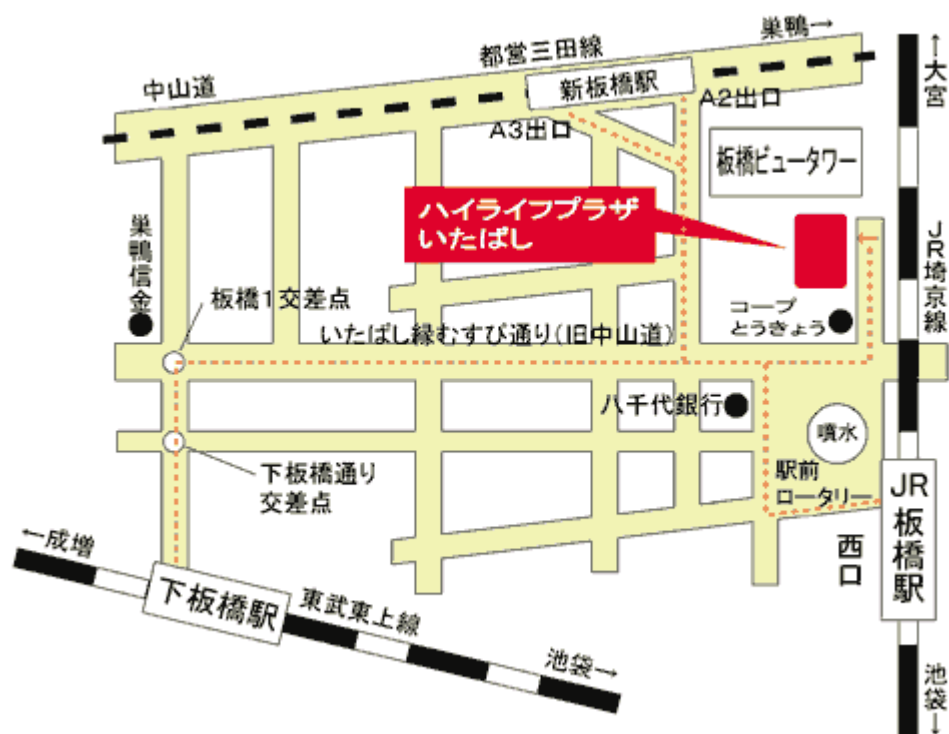 巣鴨→
都営三田線
中山道
新板橋駅
A2出口
A3出口
←大宮
板橋ビュータワー
ハイライフプラザ
いたばし
巣鴨信金
JR埼京線
板橋1交差点
コープ
とうきょう
いたばし縁むすび通り(旧中山道)
八千代銀行
噴水
下板橋通り
交差点
駅前
ロータリー
JR板橋駅
西口
←成増
下板橋駅
東武東上線
池袋→
池袋→